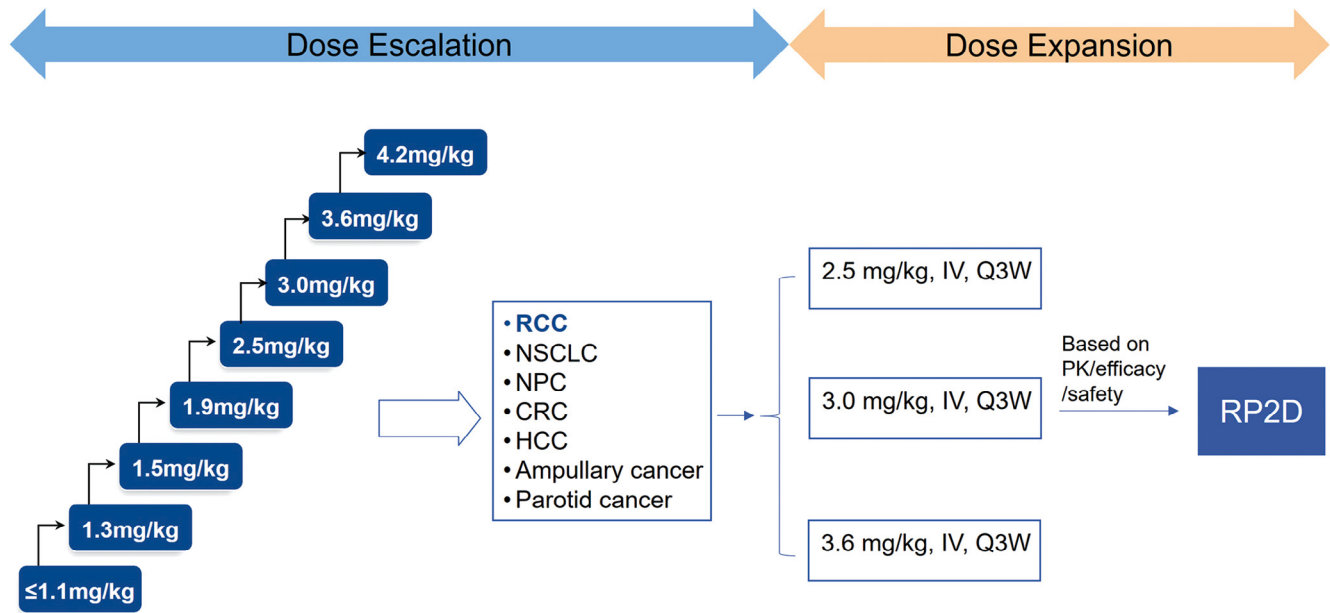 Dose Escalation
Dose Expansion
4.2mg/kg
3.6mg/kg
3.0mg/kg
2.5mg/kg
1.9mg/kg
1.5mg/kg
1.3mg/kg
≤1.1mg/kg
• RCC
• NSCLC
• NPC
• CRC
• HCC
• Ampullary cancer
• Parotid cancer
2.5 mg/kg, IV, Q3W
3.0 mg/kg, IV, Q3W
3.6 mg/kg, IV, Q3W
Based on
PK/efficacy
/safety
RP2D